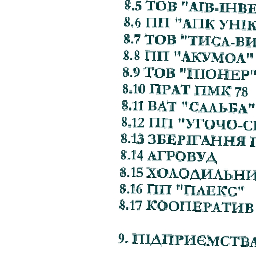 8.5 ТОВ "АІВ-ІНВЕ
8.6 ПП "АПК УНІК
8.7 ТОВ "ТИСА-ВИ
8.8 ПП "АКУМОЛ"
8.9 ТОВ "ПІОНЕР"
8.10 ПРАТ ПМК 78
8.11 ВАТ "САЛЬВА"
8.12 ПП "УГОЧО-С
8.13 ЗБЕРІГАННЯ
8.14 АГРОВУД
8.15 ХОЛОДИЛЬНИ
8.16 ПП "ПЛЕКС"
8.17 КООПЕРАТИВ
9. ПІДПРИЄМСТВА